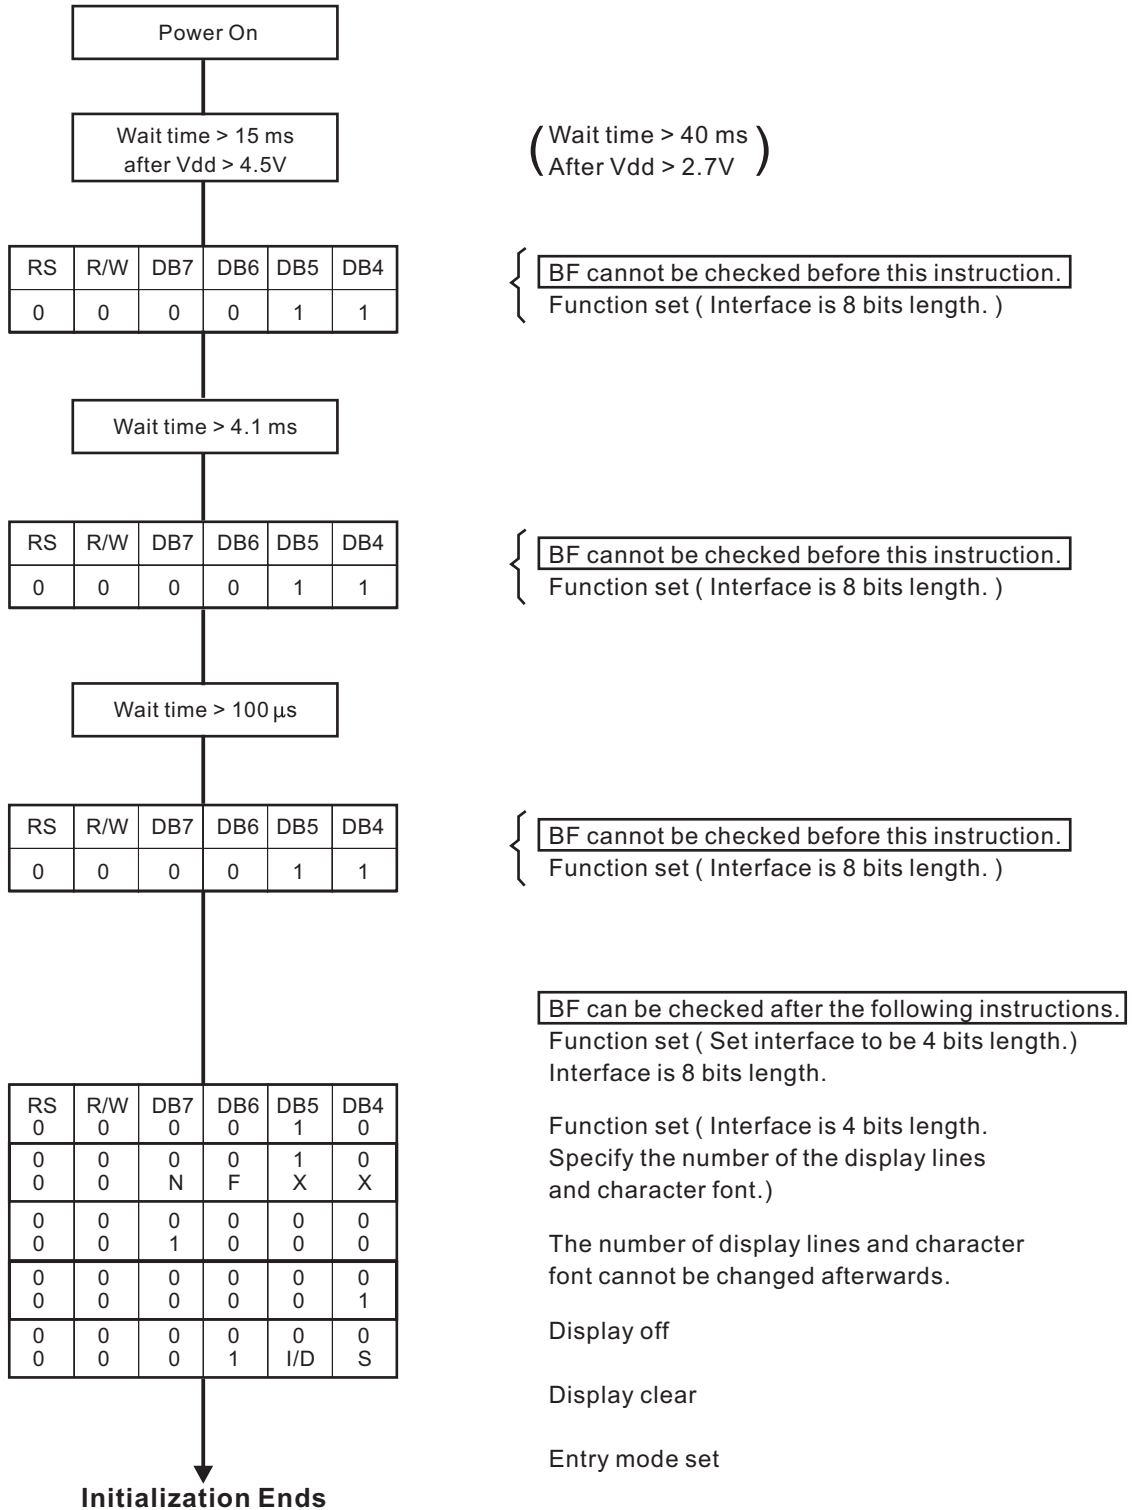 Power On
Wait time > 15 ms
after Vdd > 4.5V
(Wait time > 40 ms
After Vdd > 2.7V)
RS R/W DB7 DB6 DB5 DB4
0 0 0 0 1 1
BF cannot be checked before this instruction.
Function set ( Interface is 8 bits length. )
Wait time > 4.1 ms
RS R/W DB7 DB6 DB5 DB4
0 0 0 0 1 1
BF cannot be checked before this instruction.
Function set ( Interface is 8 bits length. )
Wait time > 100 µs
RS R/W DB7 DB6 DB5 DB4
0 0 0 0 1 1
BF cannot be checked before this instruction.
Function set ( Interface is 8 bits length. )
RS R/W DB7 DB6 DB5 DB4
0 0 0 0 1 0
0 0 0 0 1 0
0 0 N F X X
0 0 0 0 0 0
0 0 1 0 0 0
0 0 0 0 0 0
0 0 0 0 0 1
0 0 0 0 0 0
0 0 0 1 I/D S
BF can be checked after the following instructions.
Function set ( Set interface to be 4 bits length.)
Interface is 8 bits length.
Function set ( Interface is 4 bits length.
Specify the number of the display lines
and character font.)
The number of display lines and character
font cannot be changed afterwards.
Display off
Display clear
Entry mode set
Initialization Ends